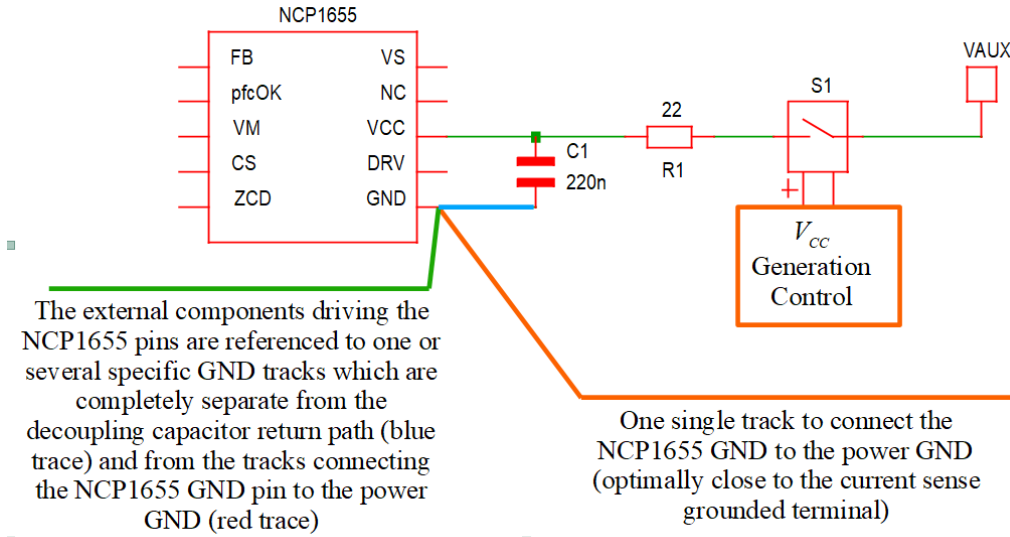 NCP1655
FB VS
pfcOK NC
VM VCC
CS DRV
ZCD GND
C1
220n
22
R1
S1
VAUX
+
VCC
Generation
Control
The external components driving the
NCP1655 pins are referenced to one or
several specific GND tracks which are
completely separate from the
decoupling capacitor return path (blue
trace) and from the tracks connecting
the NCP1655 GND pin to the power
GND (red trace)
One single track to connect the
NCP1655 GND to the power GND
(optimally close to the current sense
grounded terminal)